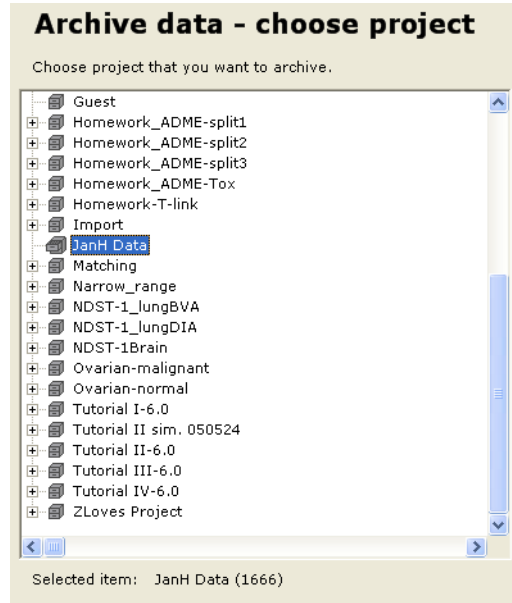 Archive data - choose project
Choose project that you want to archive.
Guest
Homework_ADME-split1
Homework_ADME-split2
Homework_ADME-split3
Homework_ADME-Tox
Homework-T-link
Import
JanH Data
Matching
Narrow_range
NDST-1_lungBVA
NDST-1_lungDIA
NDST-1Brain
Ovarian-malignant
Ovarian-normal
Tutorial I-6.0
Tutorial II sim. 050524
Tutorial II-6.0
Tutorial III-6.0
Tutorial IV-6.0
ZLoves Project
Selected item: JanH Data (1666)